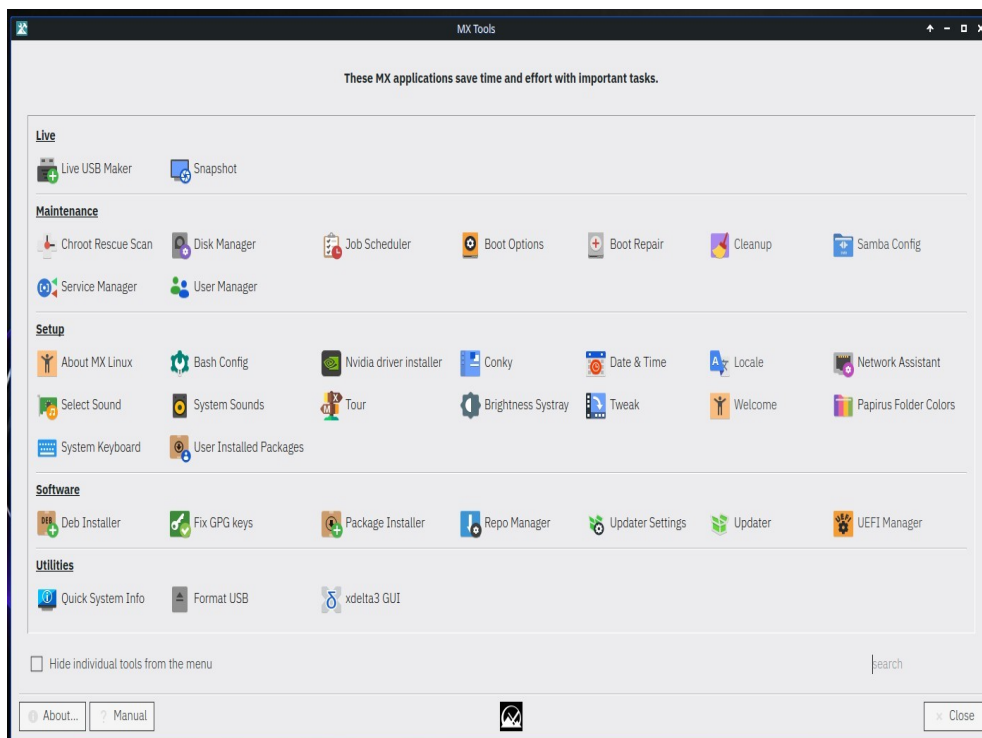 MX Tools
These MX applications save time and effort with important tasks.
Live
Live USB Maker Snapshot
Maintenance
Chroot Rescue Scan Disk Manager Job Scheduler Boot Options Boot Repair Cleanup Samba Config
Service Manager User Manager
Setup
About MX Linux Bash Config Nvidia driver installer Conky Date & Time Locale Network Assistant
Select Sound System Sounds Tour Brightness Systray Tweak Welcome Papirus Folder Colors
System Keyboard User Installed Packages
Software
Deb Installer Fix GPG keys Package Installer Repo Manager Updater Settings Updater UEFI Manager
Utilities
Quick System Info Format USB xdelta3 GUI
Hide individual tools from the menu search
About... ? Manual Close